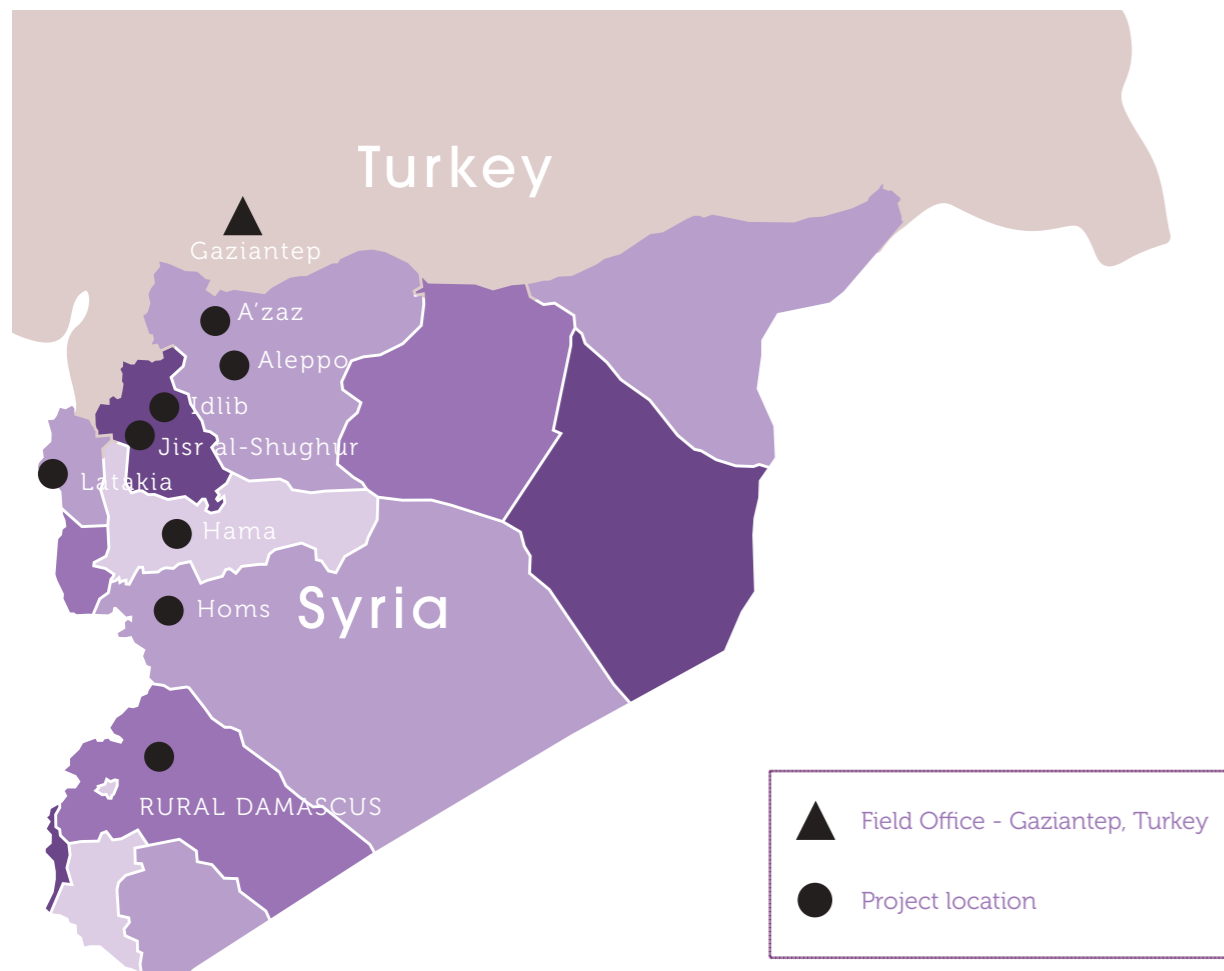 Turkey
Gaziantep
A'zaz
Aleppo
Idlib
Jisr al-Shughur
Latakia
Hama
Homs
Syria
RURAL DAMASCUS
Field Office - Gaziantep, Turkey
Project location